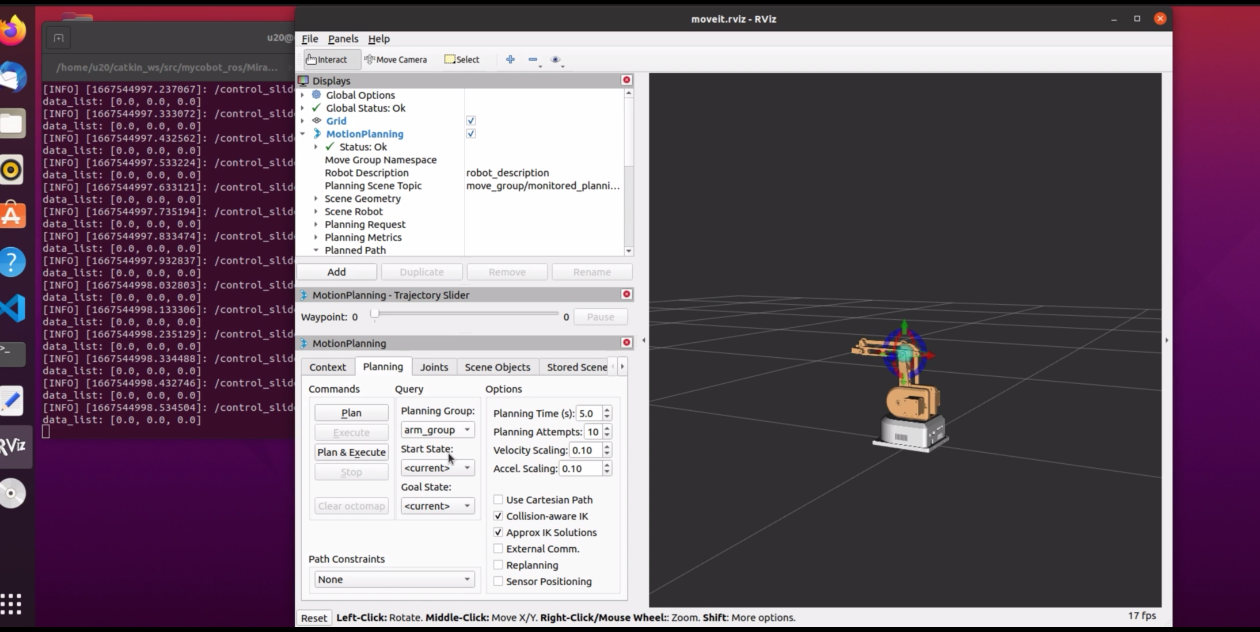 moveit.rviz - RViz
u20@
/home/u20/catkin_ws/src/mycobot_ros/Mira...
[INFO] [1667544997.237067]: /control_slid
data_list: [0.0, 0.0, 0.0]
[INFO] [1667544997.333072]: /control_slid
data_list: [0.0, 0.0, 0.0]
[INFO] [1667544997.432562]: /control_slid
data_list: [0.0, 0.0, 0.0]
[INFO] [1667544997.533224]: /control_slid
data_list: [0.0, 0.0, 0.0]
[INFO] [1667544997.633121]: /control_slid
data_list: [0.0, 0.0, 0.0]
[INFO] [1667544997.735194]: /control_slid
data_list: [0.0, 0.0, 0.0]
[INFO] [1667544997.833474]: /control_slid
data_list: [0.0, 0.0, 0.0]
[INFO] [1667544997.932837]: /control_slid
data_list: [0.0, 0.0, 0.0]
[INFO] [1667544998.032803]: /control_slid
data_list: [0.0, 0.0, 0.0]
[INFO] [1667544998.133306]: /control_slid
data_list: [0.0, 0.0, 0.0]
[INFO] [1667544998.235129]: /control_slid
data_list: [0.0, 0.0, 0.0]
[INFO] [1667544998.334488]: /control_slid
data_list: [0.0, 0.0, 0.0]
[INFO] [1667544998.432746]: /control_slid
data_list: [0.0, 0.0, 0.0]
[INFO] [1667544998.534504]: /control_slid
data_list: [0.0, 0.0, 0.0]
RViz
File Panels Help
Interact Move Camera Select
Displays
Global Options
Global Status: Ok
Grid
MotionPlanning
Status: Ok
Move Group Namespace
Robot Description robot_description
Planning Scene Topic move_group/monitored_planni...
Scene Geometry
Scene Robot
Planning Request
Planning Metrics
Planned Path
Add Duplicate Remove Rename
MotionPlanning - Trajectory Slider
Waypoint: 0 0 Pause
MotionPlanning
Context Planning Joints Scene Objects Stored Scene
Commands Query Options
Plan
Execute
Plan & Execute
Stop
Clear octomap
Planning Group:
arm_group
Start State:
<current>
Goal State:
<current>
Planning Time (s): 5.0
Planning Attempts: 10
Velocity Scaling: 0.10
Accel. Scaling: 0.10
Use Cartesian Path
Collision-aware IK
Approx IK Solutions
External Comm.
Replanning
Sensor Positioning
Path Constraints
None
Reset Left-Click: Rotate. Middle-Click: Move X/Y. Right-Click/Mouse Wheel:: Zoom. Shift: More options. 17 fps